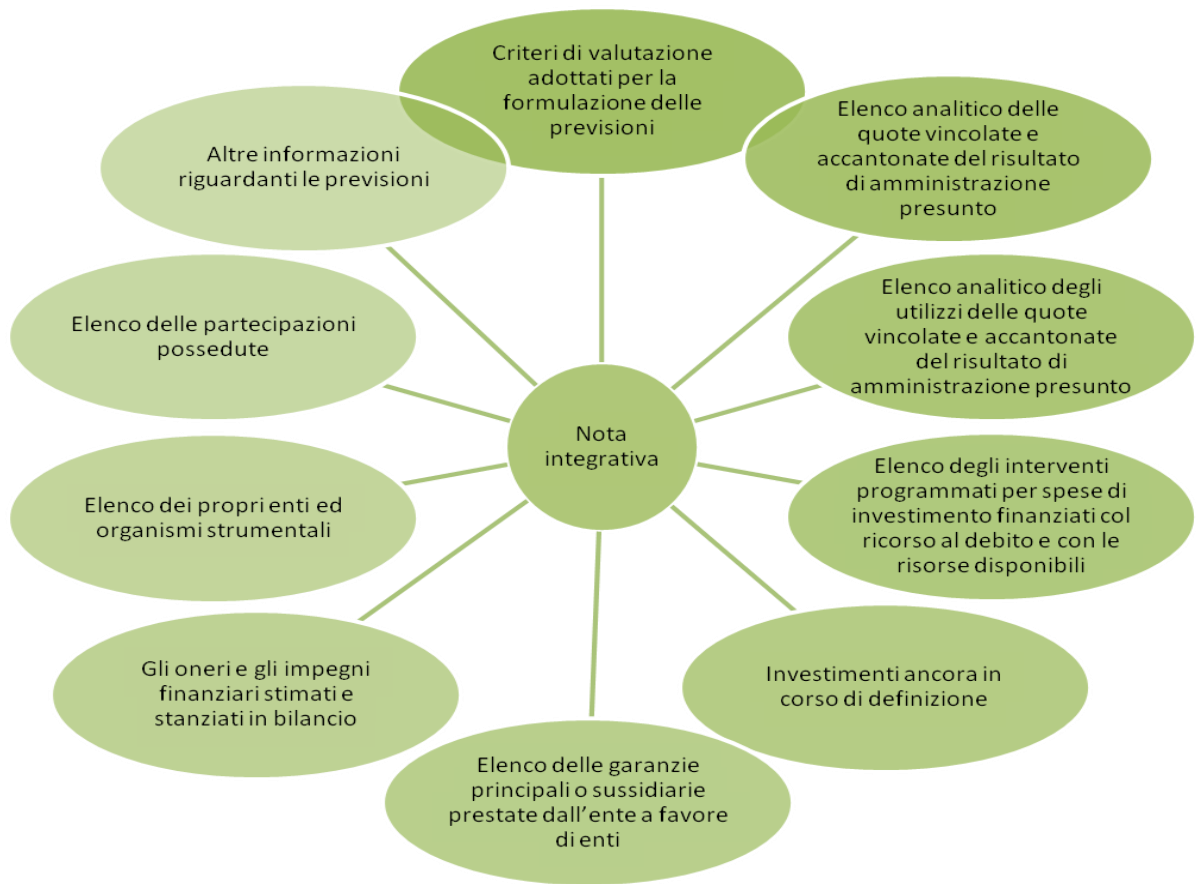 Criteri di valutazione
adottati per la
formulazione delle
previsioni
Elenco analitico delle
quote vincolate e
accantonate del risultato
di amministrazione
presunto
Elenco analitico degli
utilizzi delle quote
vincolate e accantonate
del risultato di
amministrazione presunto
Elenco degli interventi
programmati per spese di
investimento finanziati col
ricorso al debito e con le
risorse disponibili
Investimenti ancora in
corso di definizione
Elenco delle garanzie
principali o sussidiarie
prestate dall'ente a favore
di enti
Gli oneri e gli impegni
finanziari stimati e
stanziati in bilancio
Elenco dei propri enti ed
organismi strumentali
Elenco delle partecipazioni
possedute
Altre informazioni
riguardanti le previsioni
Nota
integrativa